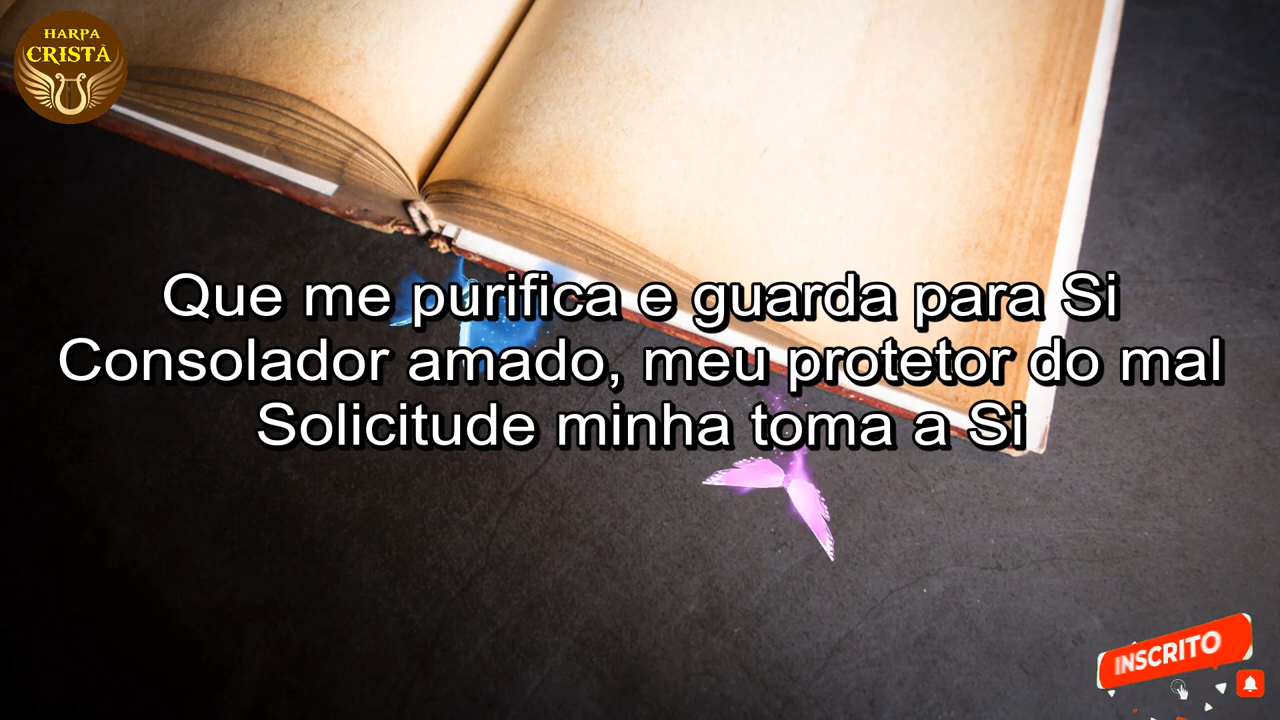 HARPA
CRISTÃ
Que me purifica e guarda para Si
Consolador amado, meu protetor do mal
Solicitude minha toma a Si
INSCRITO